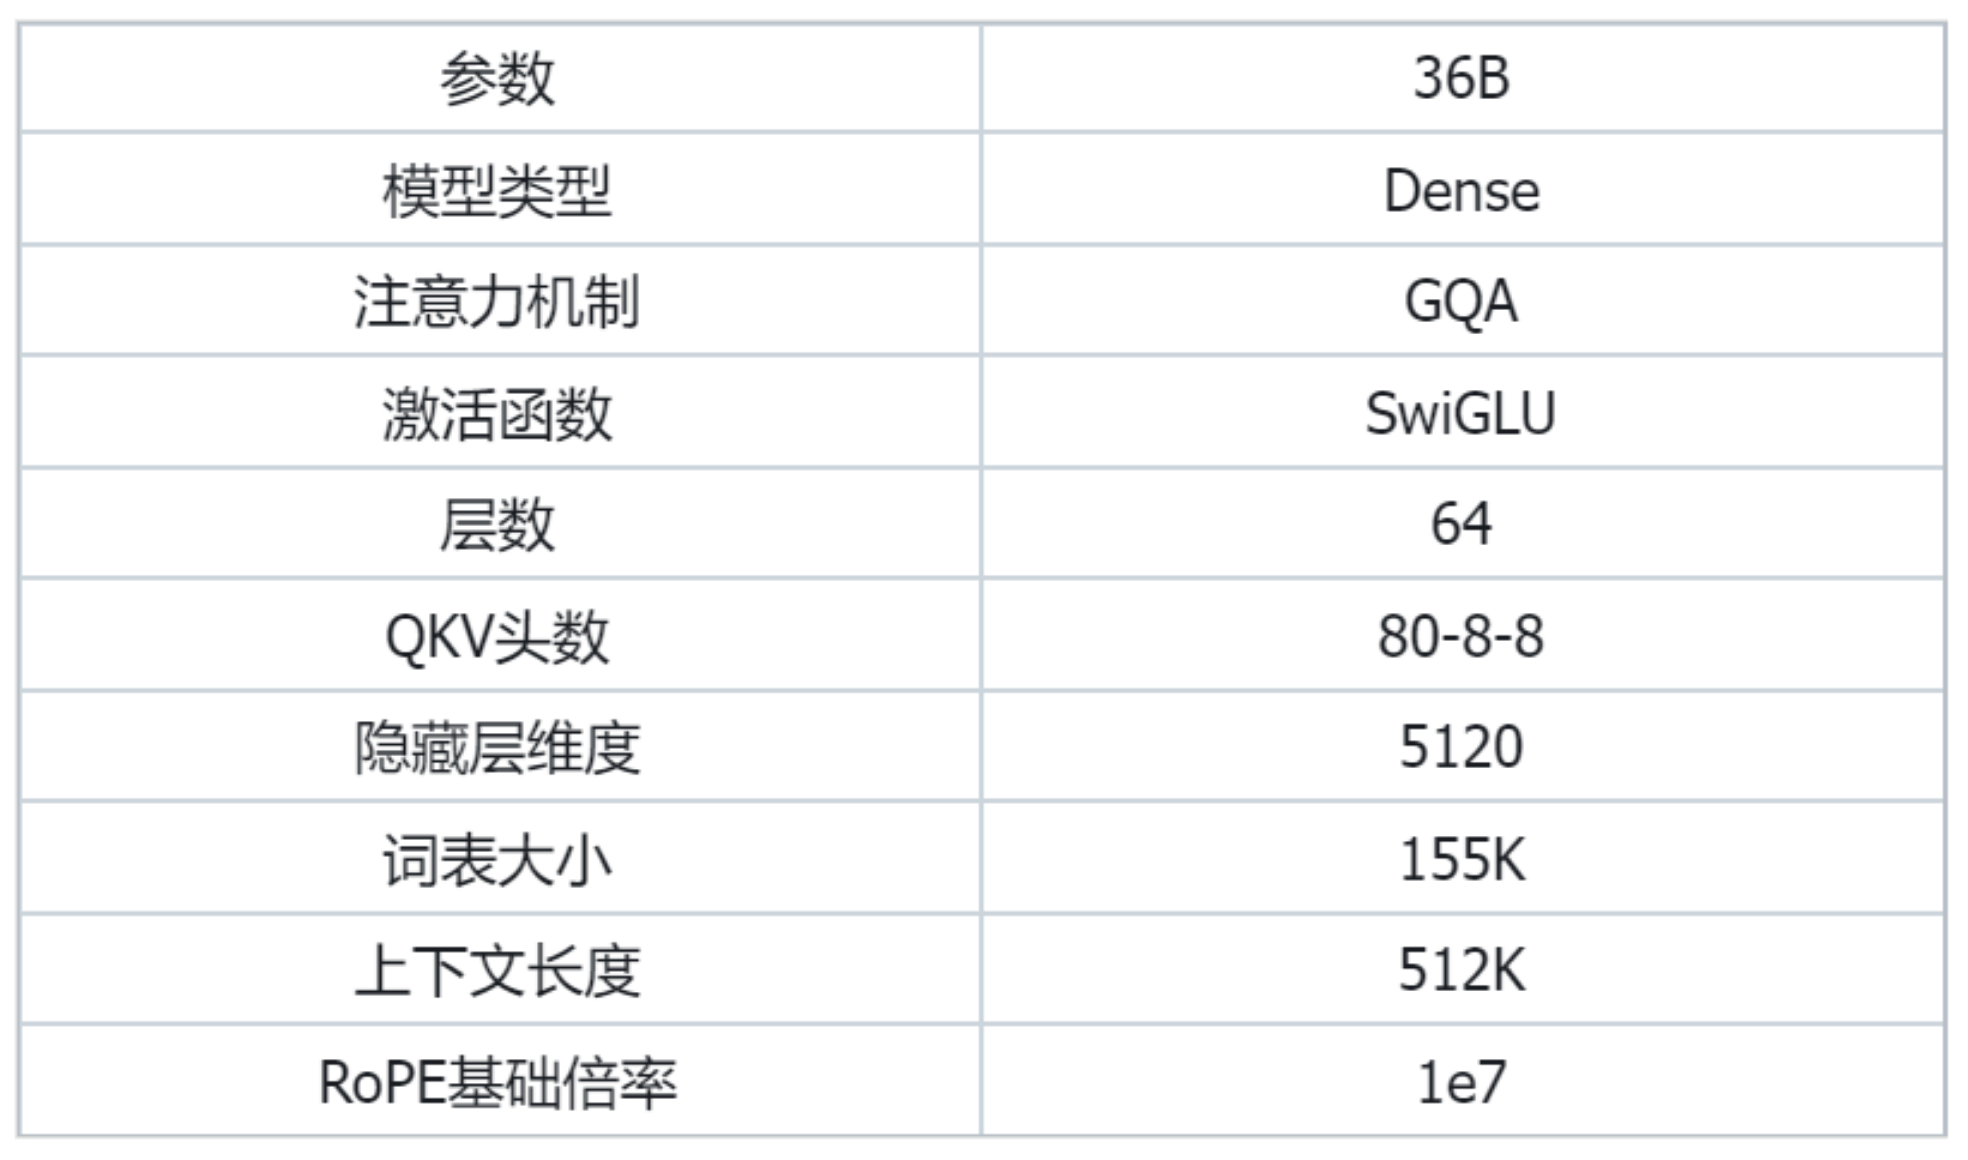 参数 36B
模型类型 Dense
注意力机制 GQA
激活函数 SwiGLU
层数 64
QKV头数 80-8-8
隐藏层维度 5120
词表大小 155K
上下文长度 512K
RoPE基础倍率 1e7